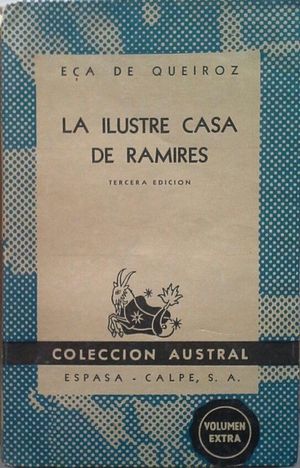 EÇA DE QUEIROZ
LA ILUSTRE CASA
DE RAMIRES
TERCERA EDICION
COLECCION AUSTRAL
ESPASA - CALPE, S. A.
VOLUMEN
EXTRA